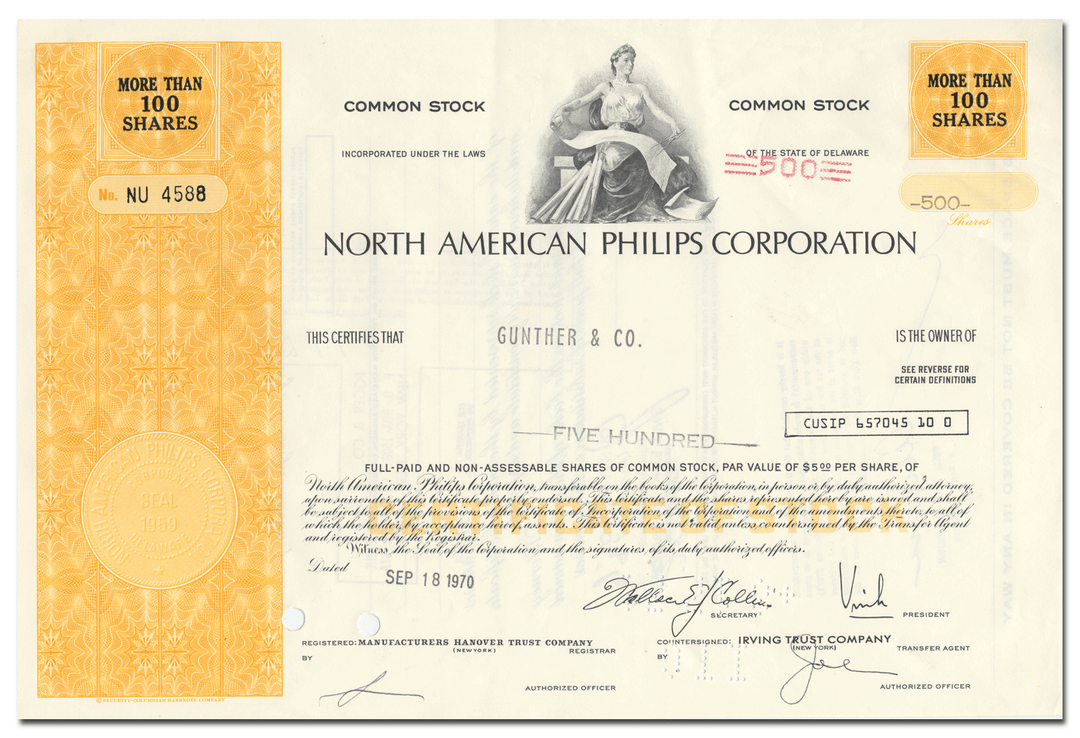 MORE THAN
100
SHARES
MORE THAN
100
SHARES
COMMON STOCK
COMMON STOCK
INCORPORATED UNDER THE LAWS
OF THE STATE OF DELAWARE
500
No. NU 4588
-500-
Shares
NORTH AMERICAN PHILIPS CORPORATION
THIS CERTIFIES THAT
GUNTHER & CO.
IS THE OWNER OF
SEE REVERSE FOR
CERTAIN DEFINITIONS
CUSIP 657045 10 0
FIVE HUNDRED
FULL-PAID AND NON-ASSESSABLE SHARES OF COMMON STOCK, PAR VALUE OF $5.00 PER SHARE, OF
North American Philips Corporation, transferable on the books of the Corporation, in person or by duly authorized attorney,
upon surrender of this Certificate properly endorsed. This Certificate and the shares represented hereby are issued and shall
be subject to all of the provisions of the Certificate of Incorporation of the Corporation and of the amendments thereto, to all of
which the holder, by acceptance hereof, assents. This Certificate is not valid unless countersigned by the Transfer Agent
and registered by the Registrar.
Witness, the Seal of the Corporation and the signatures of its duly authorized officers.
Dated
SEP 18 1970
SEAL
1959
Wallace J Collins
SECRETARY
PRESIDENT
REGISTERED: MANUFACTURERS HANOVER TRUST COMPANY
(NEW YORK)
REGISTRAR
BY
AUTHORIZED OFFICER
COUNTERSIGNED: IRVING TRUST COMPANY
(NEW YORK)
TRANSFER AGENT
BY
AUTHORIZED OFFICER
© SECURITY-COLUMBIAN BANKNOTE COMPANY